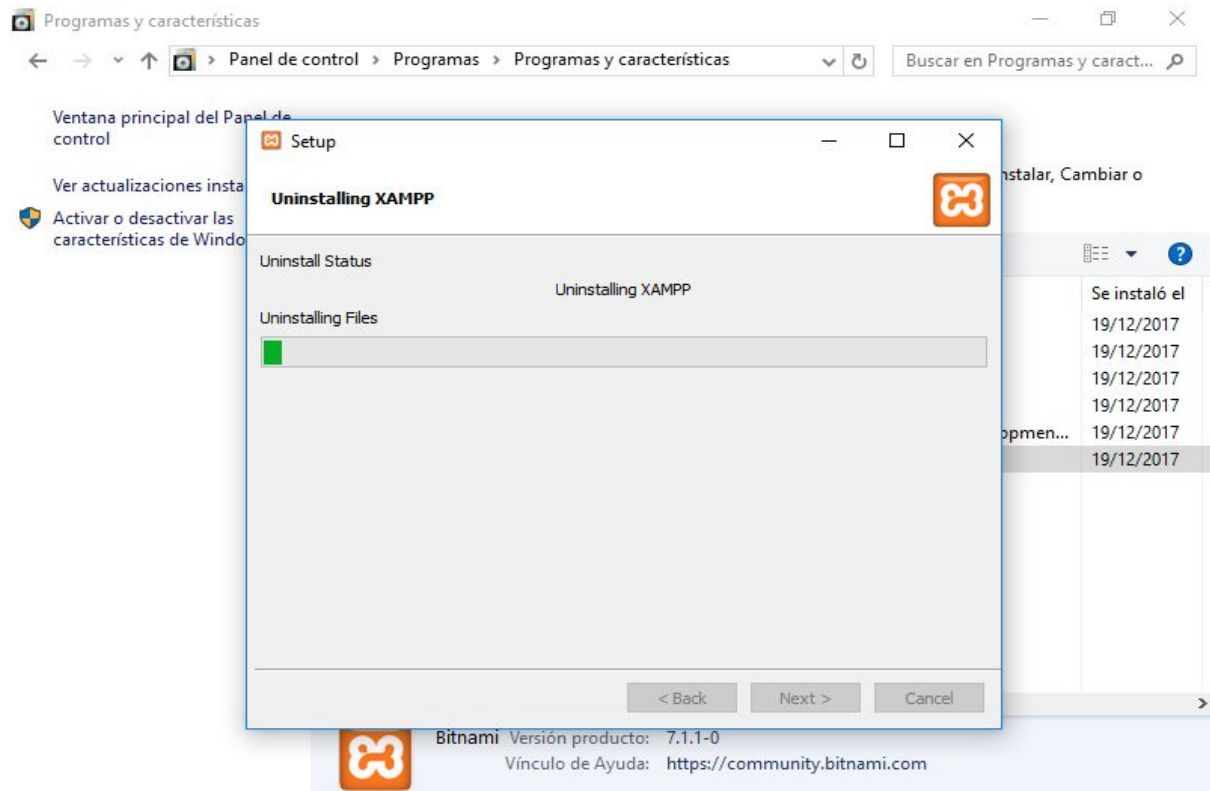 Programas y características
Panel de control > Programas > Programas y características
Buscar en Programas y caract...
Ventana principal del Panel de
control
Ver actualizaciones insta
Activar o desactivar las
características de Windo
Setup
Uninstalling XAMPP
Uninstall Status
Uninstalling XAMPP
Uninstalling Files
< Back
Next >
Cancel
nstalar, Cambiar o
Se instaló el
19/12/2017
19/12/2017
19/12/2017
19/12/2017
opmen... 19/12/2017
19/12/2017
Bitnami Versión producto: 7.1.1-0
Vínculo de Ayuda: https://community.bitnami.com